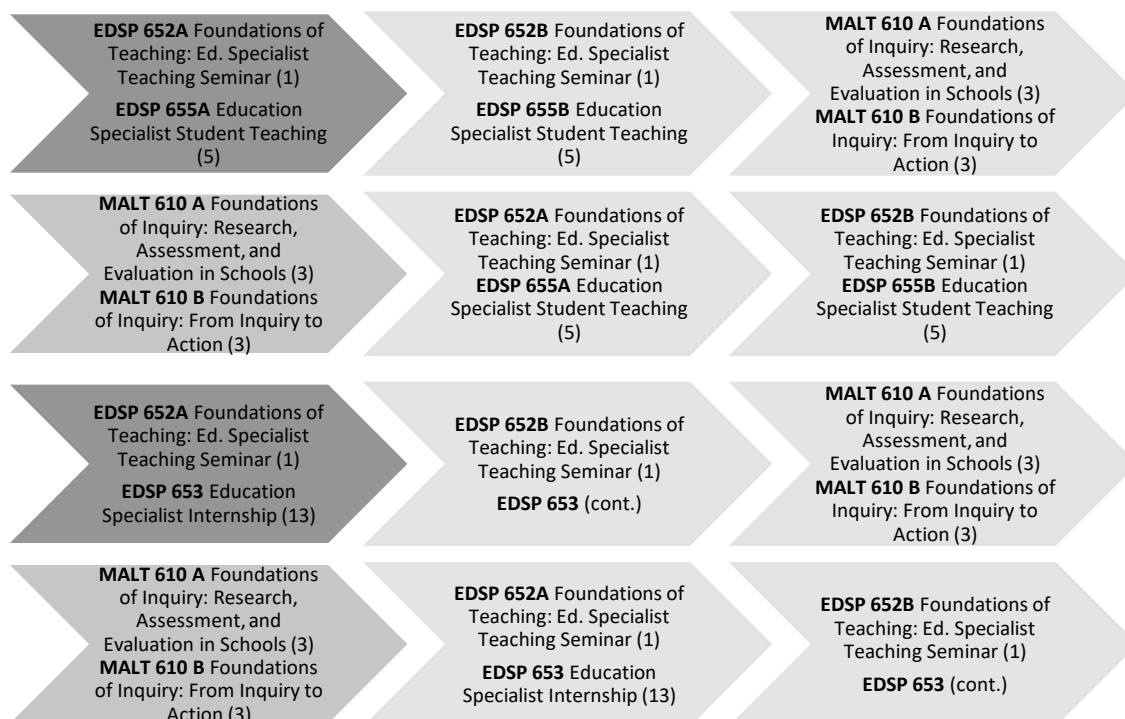 EDSP 652A Foundations of
Teaching: Ed. Specialist
Teaching Seminar (1)
EDSP 655A Education
Specialist Student Teaching
(5)
EDSP 652B Foundations of
Teaching: Ed. Specialist
Teaching Seminar (1)
EDSP 655B Education
Specialist Student Teaching
(5)
MALT 610 A Foundations
of Inquiry: Research,
Assessment, and
Evaluation in Schools (3)
MALT 610 B Foundations of
Inquiry: From Inquiry to
Action (3)
MALT 610 A Foundations
of Inquiry: Research,
Assessment, and
Evaluation in Schools (3)
MALT 610 B Foundations
of Inquiry: From Inquiry to
Action (3)
EDSP 652A Foundations of
Teaching: Ed. Specialist
Teaching Seminar (1)
EDSP 655A Education
Specialist Student Teaching
(5)
EDSP 652B Foundations of
Teaching: Ed. Specialist
Teaching Seminar (1)
EDSP 655B Education
Specialist Student Teaching
(5)
EDSP 652A Foundations of
Teaching: Ed. Specialist
Teaching Seminar (1)
EDSP 653 Education
Specialist Internship (13)
EDSP 652B Foundations of
Teaching: Ed. Specialist
Teaching Seminar (1)
EDSP 653 (cont.)
MALT 610 A Foundations
of Inquiry: Research,
Assessment, and
Evaluation in Schools (3)
MALT 610 B Foundations of
Inquiry: From Inquiry to
Action (3)
MALT 610 A Foundations
of Inquiry: Research,
Assessment, and
Evaluation in Schools (3)
MALT 610 B Foundations
of Inquiry: From Inquiry to
Action (3)
EDSP 652A Foundations of
Teaching: Ed. Specialist
Teaching Seminar (1)
EDSP 653 Education
Specialist Internship (13)
EDSP 652B Foundations of
Teaching: Ed. Specialist
Teaching Seminar (1)
EDSP 653 (cont.)